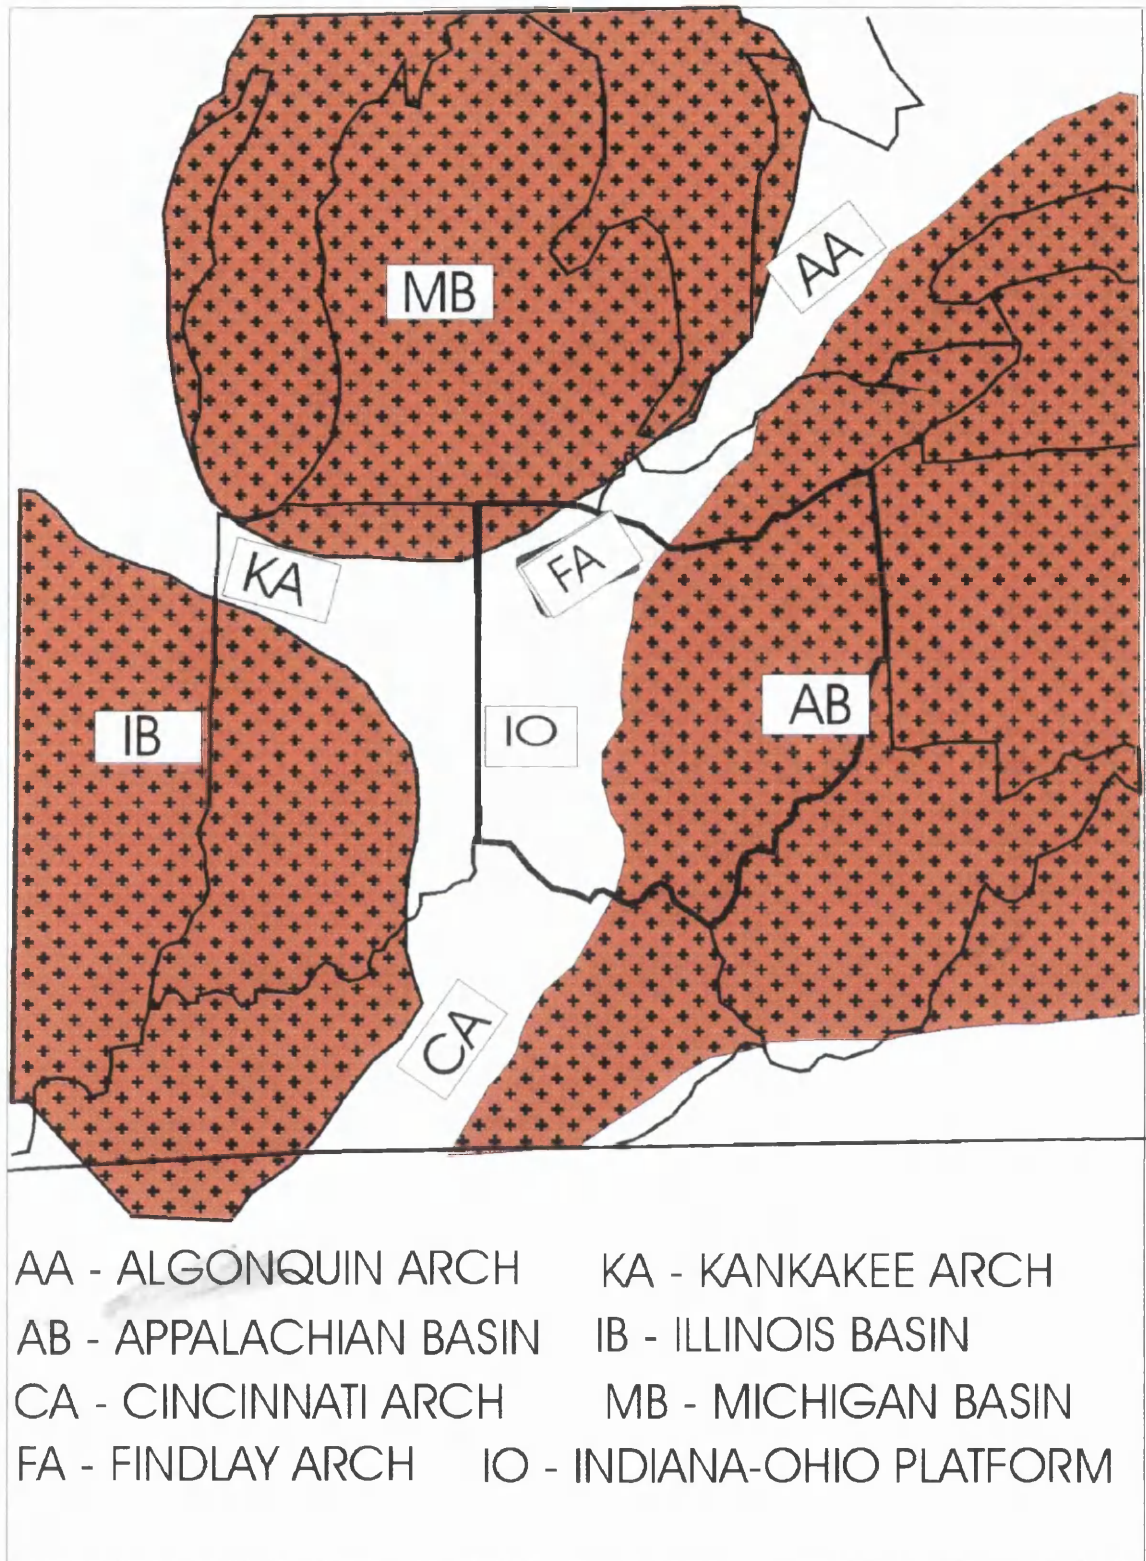 AA
MB
KA
FA
IB
IO
AB
CA
AA - ALGONQUIN ARCH KA - KANKAKEE ARCH
AB - APPALACHIAN BASIN IB - ILLINOIS BASIN
CA - CINCINNATI ARCH MB - MICHIGAN BASIN
FA - FINDLAY ARCH IO - INDIANA-OHIO PLATFORM